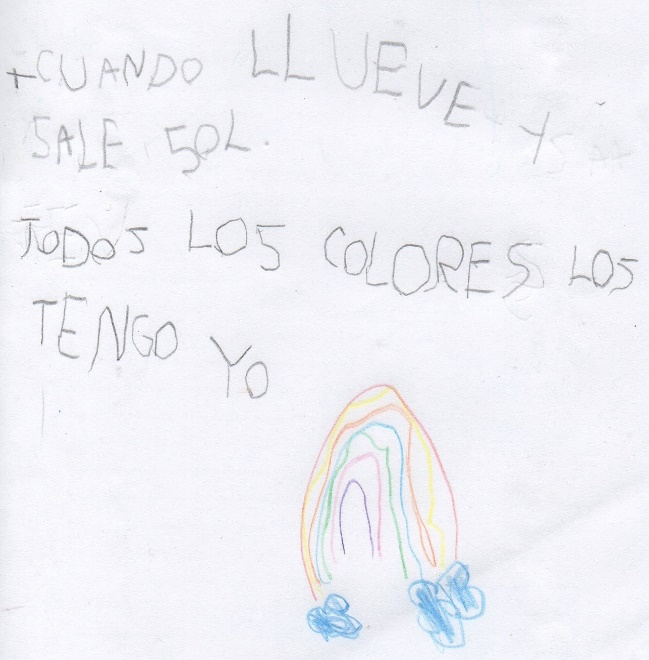 +CUANDO LLUEVE Y
SALE SOL.
TODOS LOS COLORES LOS
TENGO YO